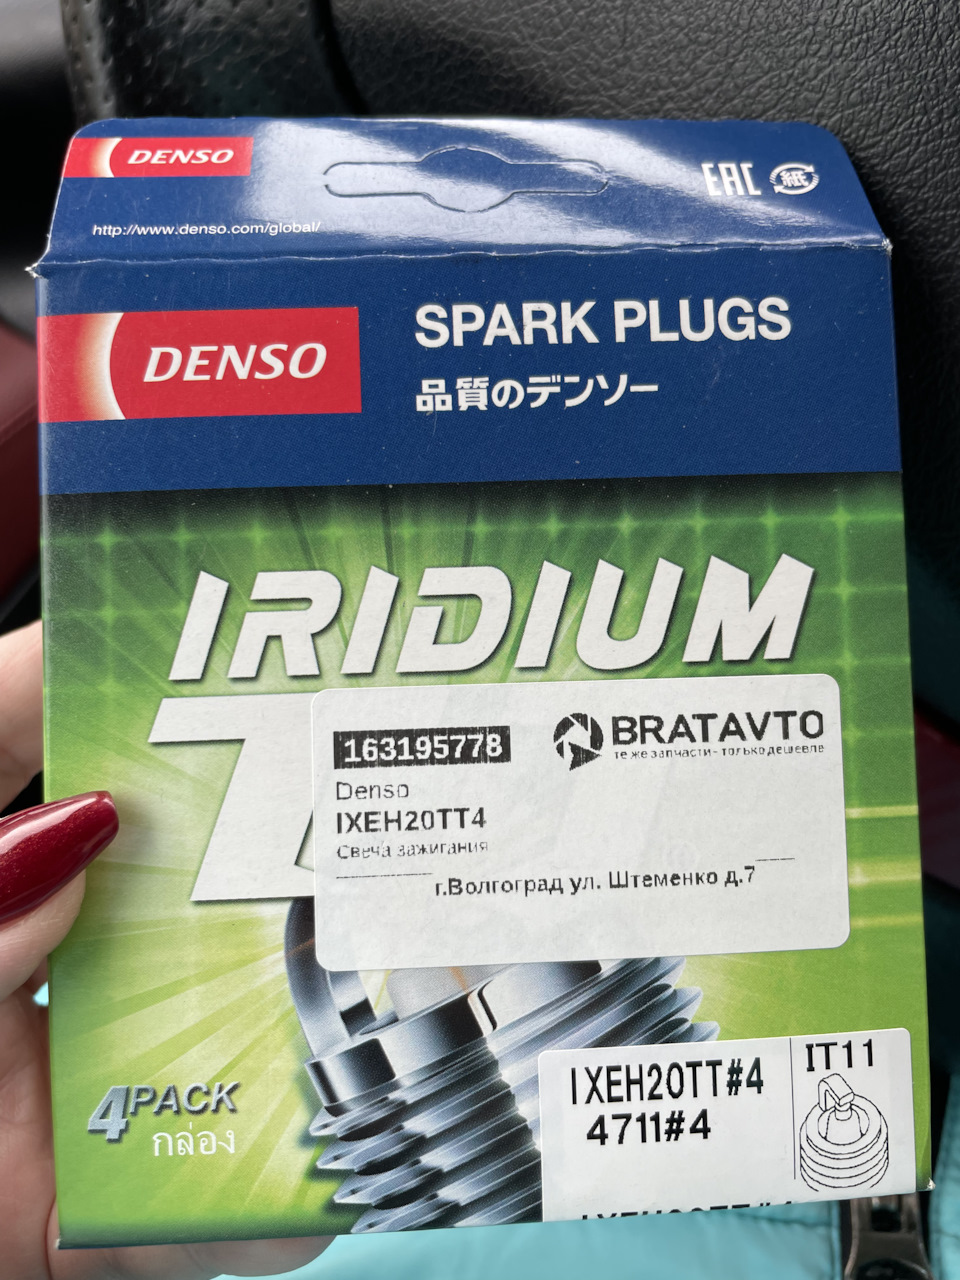 DENSO
EAC
紙
http://www.denso.com/global/
DENSO
SPARK PLUGS
品質のデンソー
IRIDIUM
T
163195778
BRATAVTO
те же запчасти - только дешевле
Denso
IXEH20TT4
Свеча зажигания
г.Волгоград ул. Штеменко д.7
4PACK
กล่อง
IXEH20TT#4
4711#4
IT11